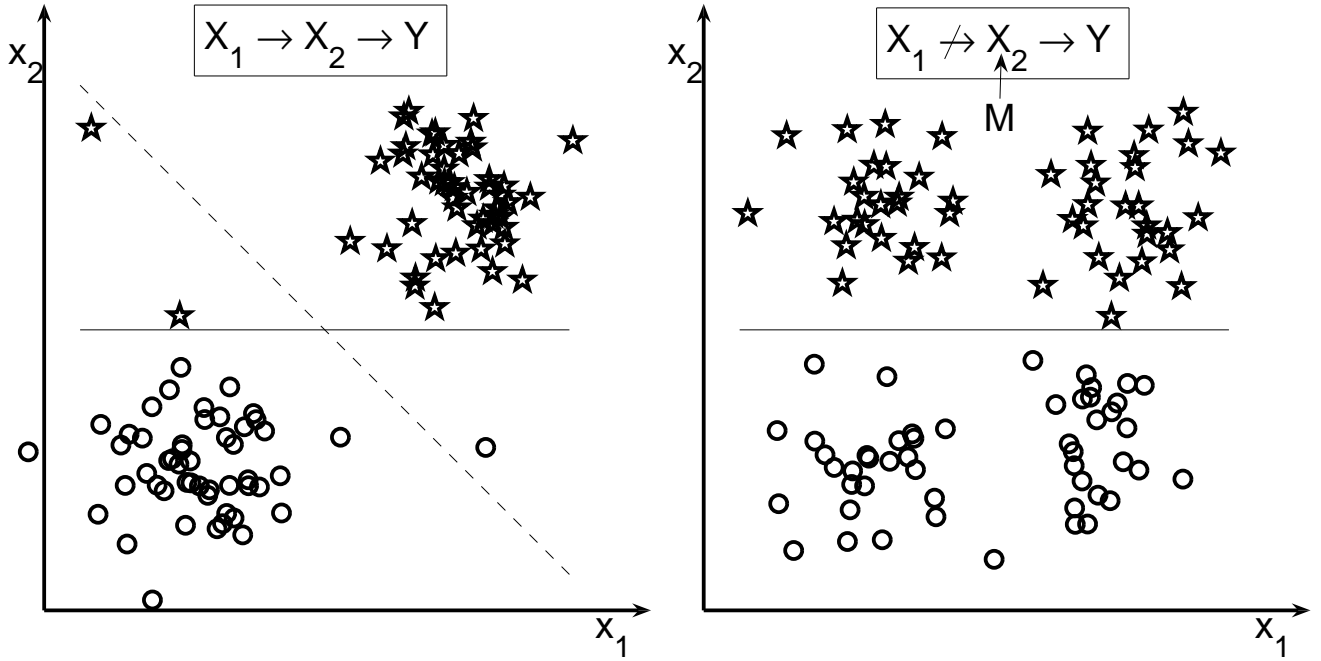 X₁ → X₂ → Y
x₂
x₁
X₁ ↛ X₂ → Y
x₂
M
x₁